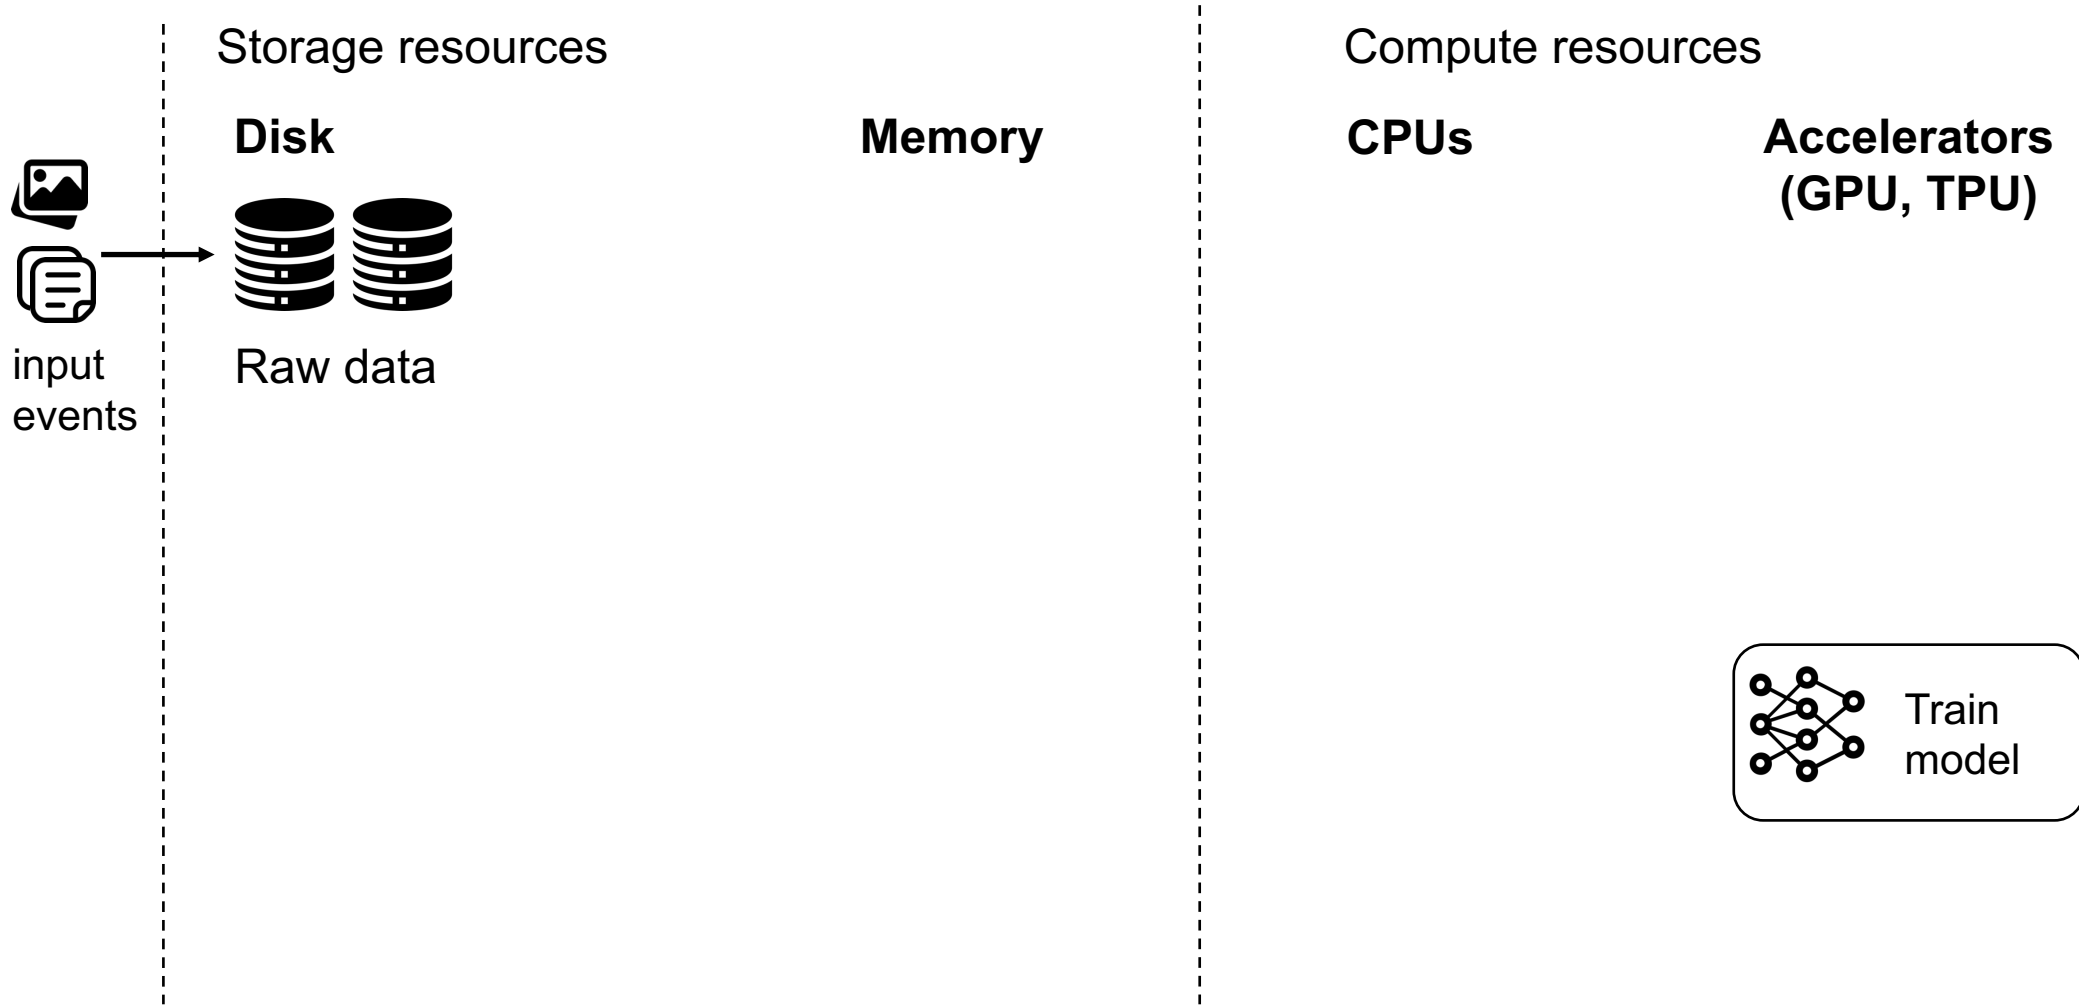 Storage resources
Compute resources
Disk
Memory
CPUs
Accelerators
(GPU, TPU)
input
events
Raw data
Train
model